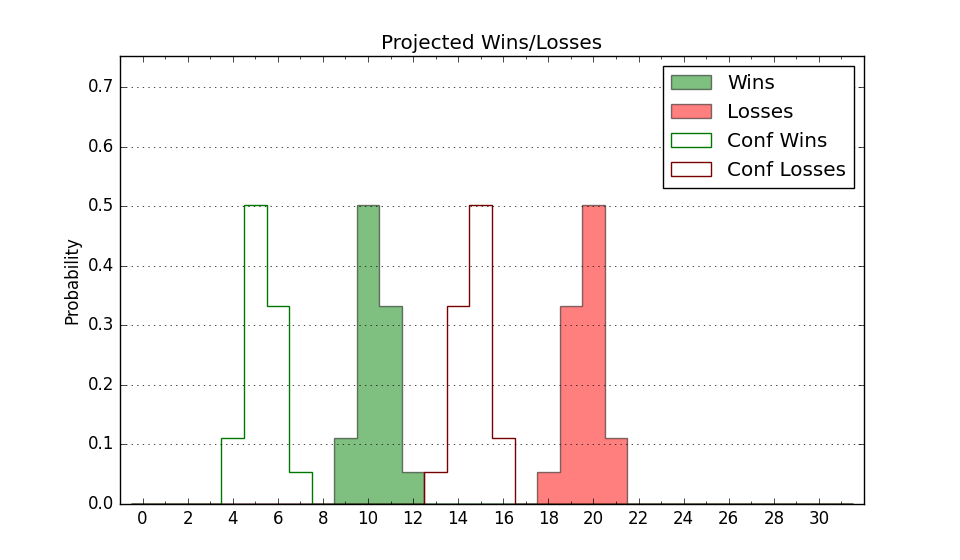 Projected Wins/Losses
Wins
Losses
Conf Wins
Conf Losses
Probability
0.7
0.6
0.5
0.4
0.3
0.2
0.1
0.0
0 2 4 6 8 10 12 14 16 18 20 22 24 26 28 30